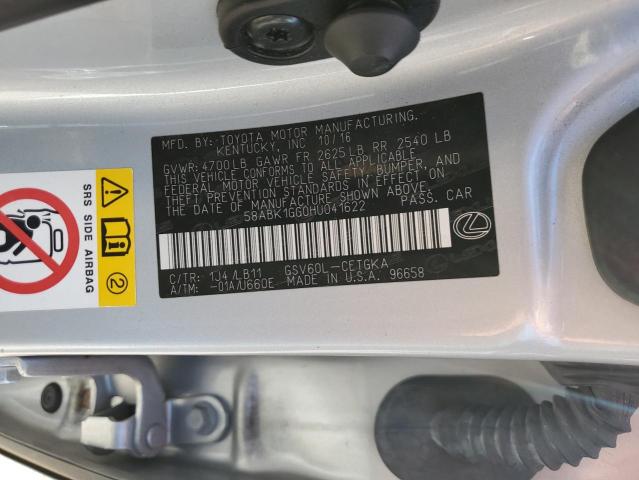 MFD. BY: TOYOTA MOTOR MANUFACTURING,
KENTUCKY, INC 10/16
GVWR: 4700LB GAWR FR 2625LB RR 2540 LB
THIS VEHICLE CONFORMS TO ALL APPLICABLE
FEDERAL MOTOR VEHICLE SAFETY, BUMPER, AND
THEFT PREVENTION STANDARDS IN EFFECT ON
THE DATE OF MANUFACTURE SHOWN ABOVE.
58ABK1GG0HU041622 PASS. CAR
C/TR: 1J4 /LB11 GSV60L-CETGKA
A/TM: -01A/U660E MADE IN U.S.A. 96658
SRS SIDE AIRBAG
2